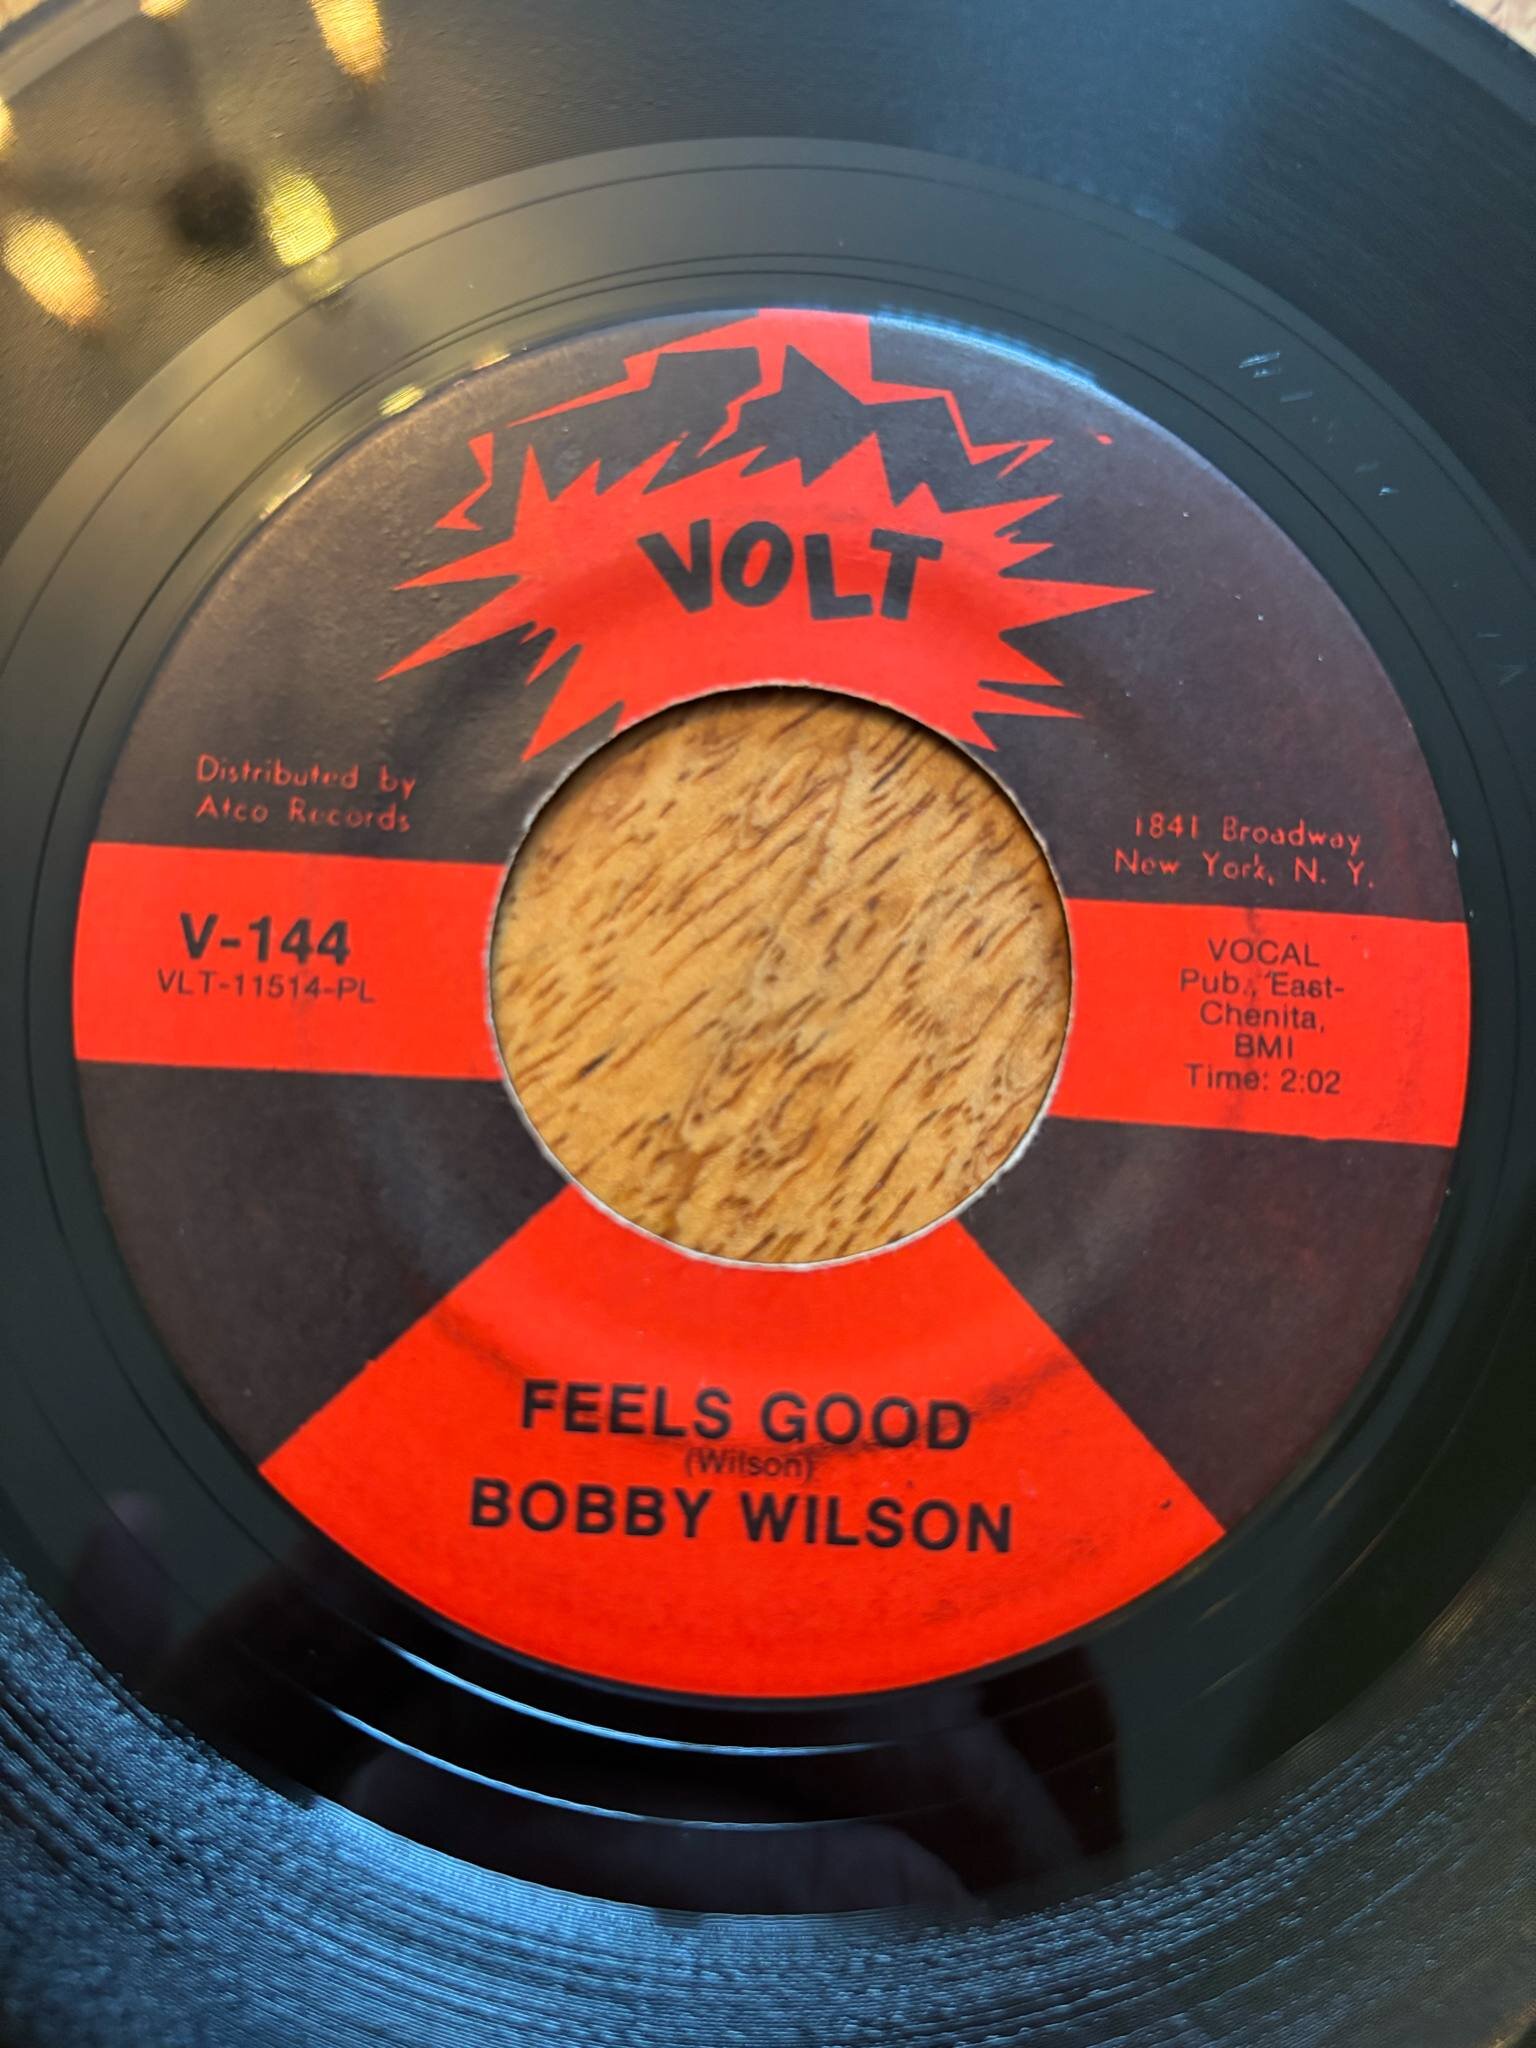 VOLT
Distributed by
Atco Records
1841 Broadway
New York, N. Y.
V-144
VLT-11514-PL
VOCAL
Pub., East-
Chenita,
BMI
Time: 2:02
FEELS GOOD
(Wilson)
BOBBY WILSON